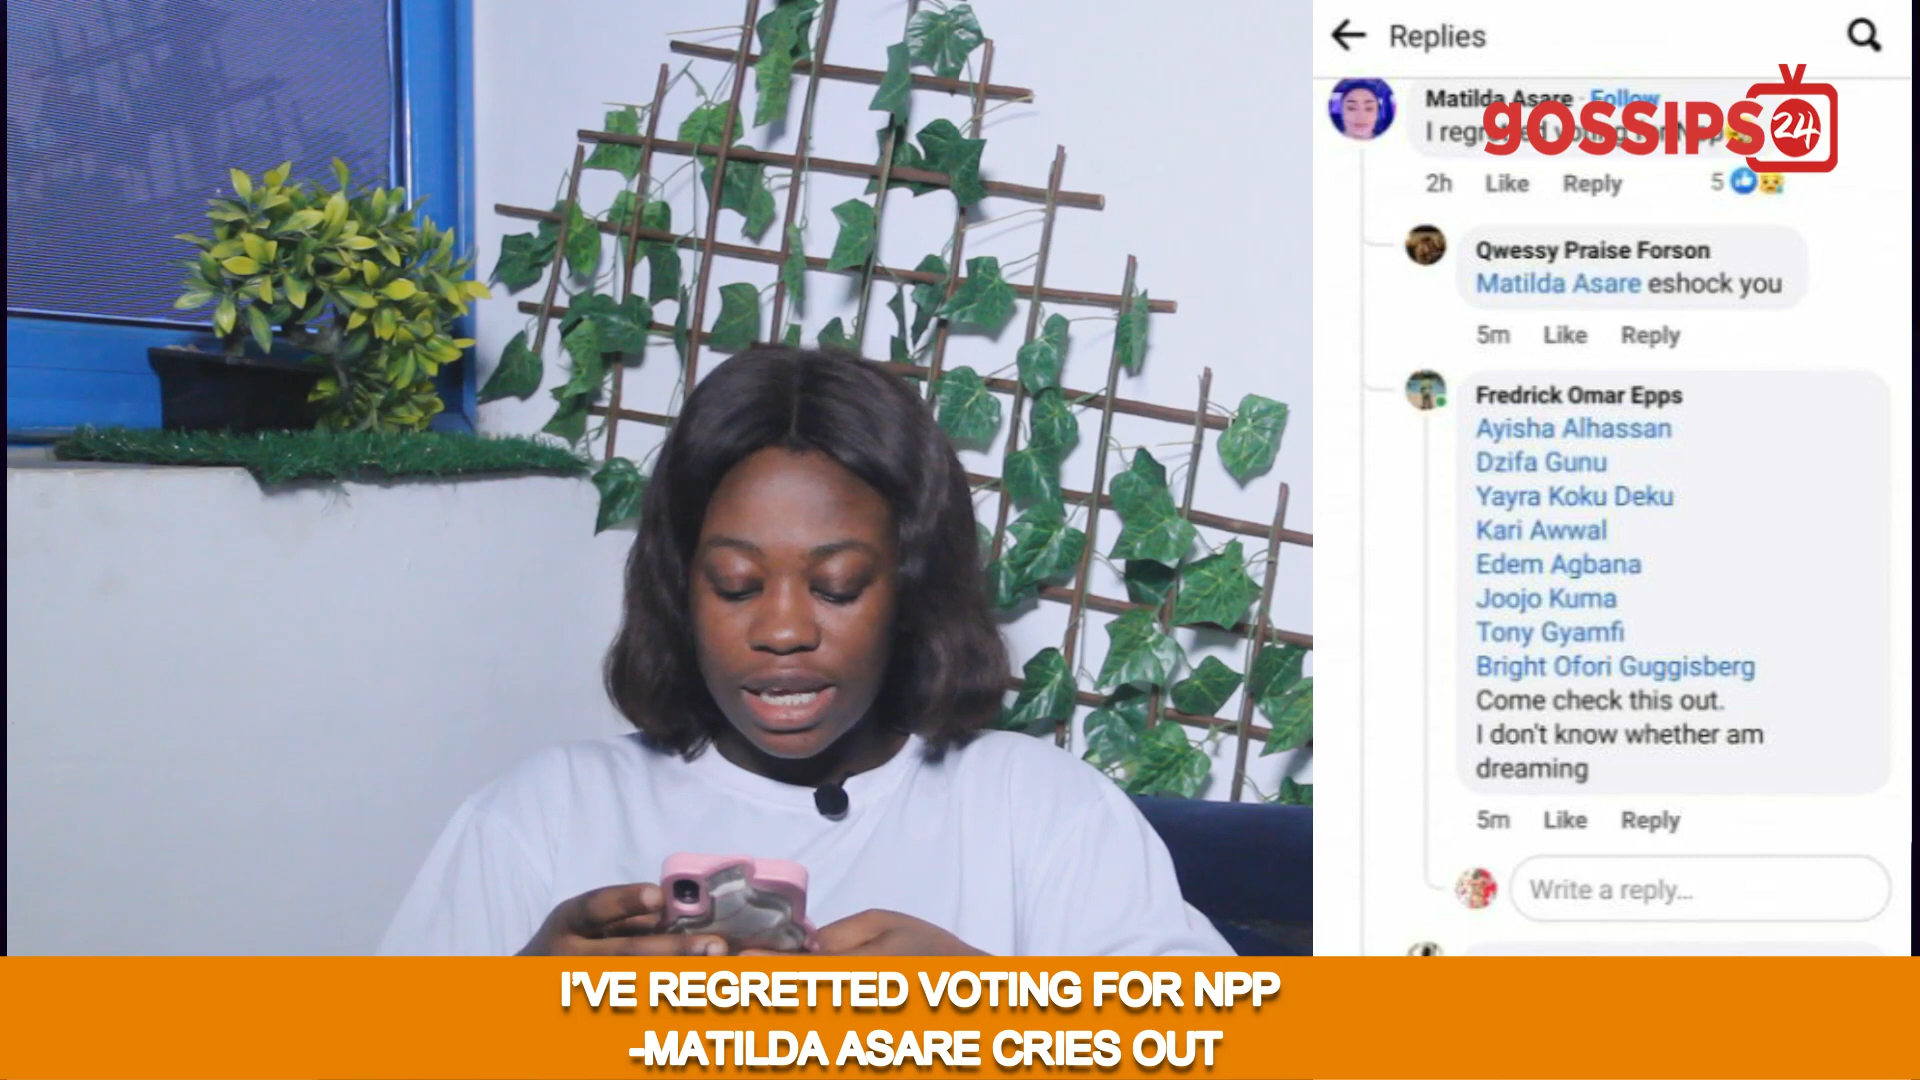 Replies
Matilda Asare · Follow
gOSSIPS 24
2h Like Reply 5
Qwessy Praise Forson
Matilda Asare eshock you
5m Like Reply
Fredrick Omar Epps
Ayisha Alhassan
Dzifa Gunu
Yayra Koku Deku
Kari Awwal
Edem Agbana
Joojo Kuma
Tony Gyamfi
Bright Ofori Guggisberg
Come check this out.
I don't know whether am
dreaming
5m Like Reply
Write a reply...
I'VE REGRETTED VOTING FOR NPP
-MATILDA ASARE CRIES OUT